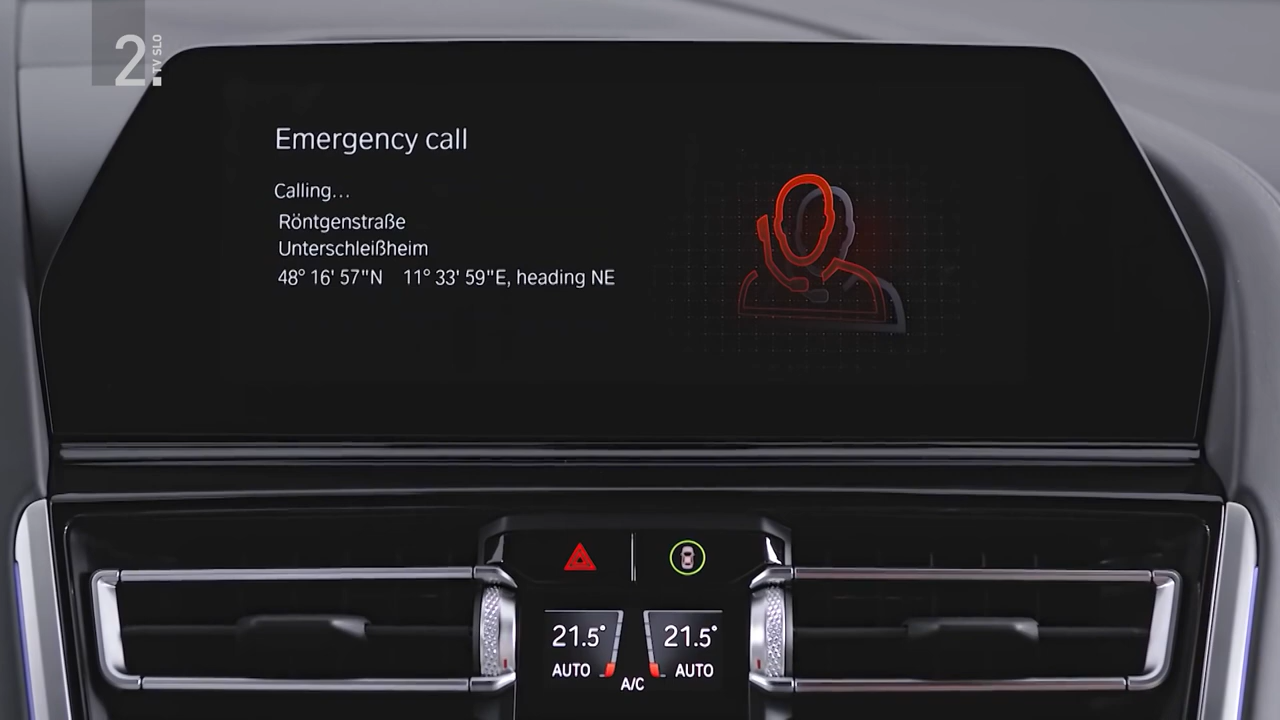 2.
TV SLO
Emergency call
Calling...
Röntgenstraße
Unterschleißheim
48° 16' 57"N 11° 33' 59"E, heading NE
21.5° 21.5°
AUTO AUTO
A/C